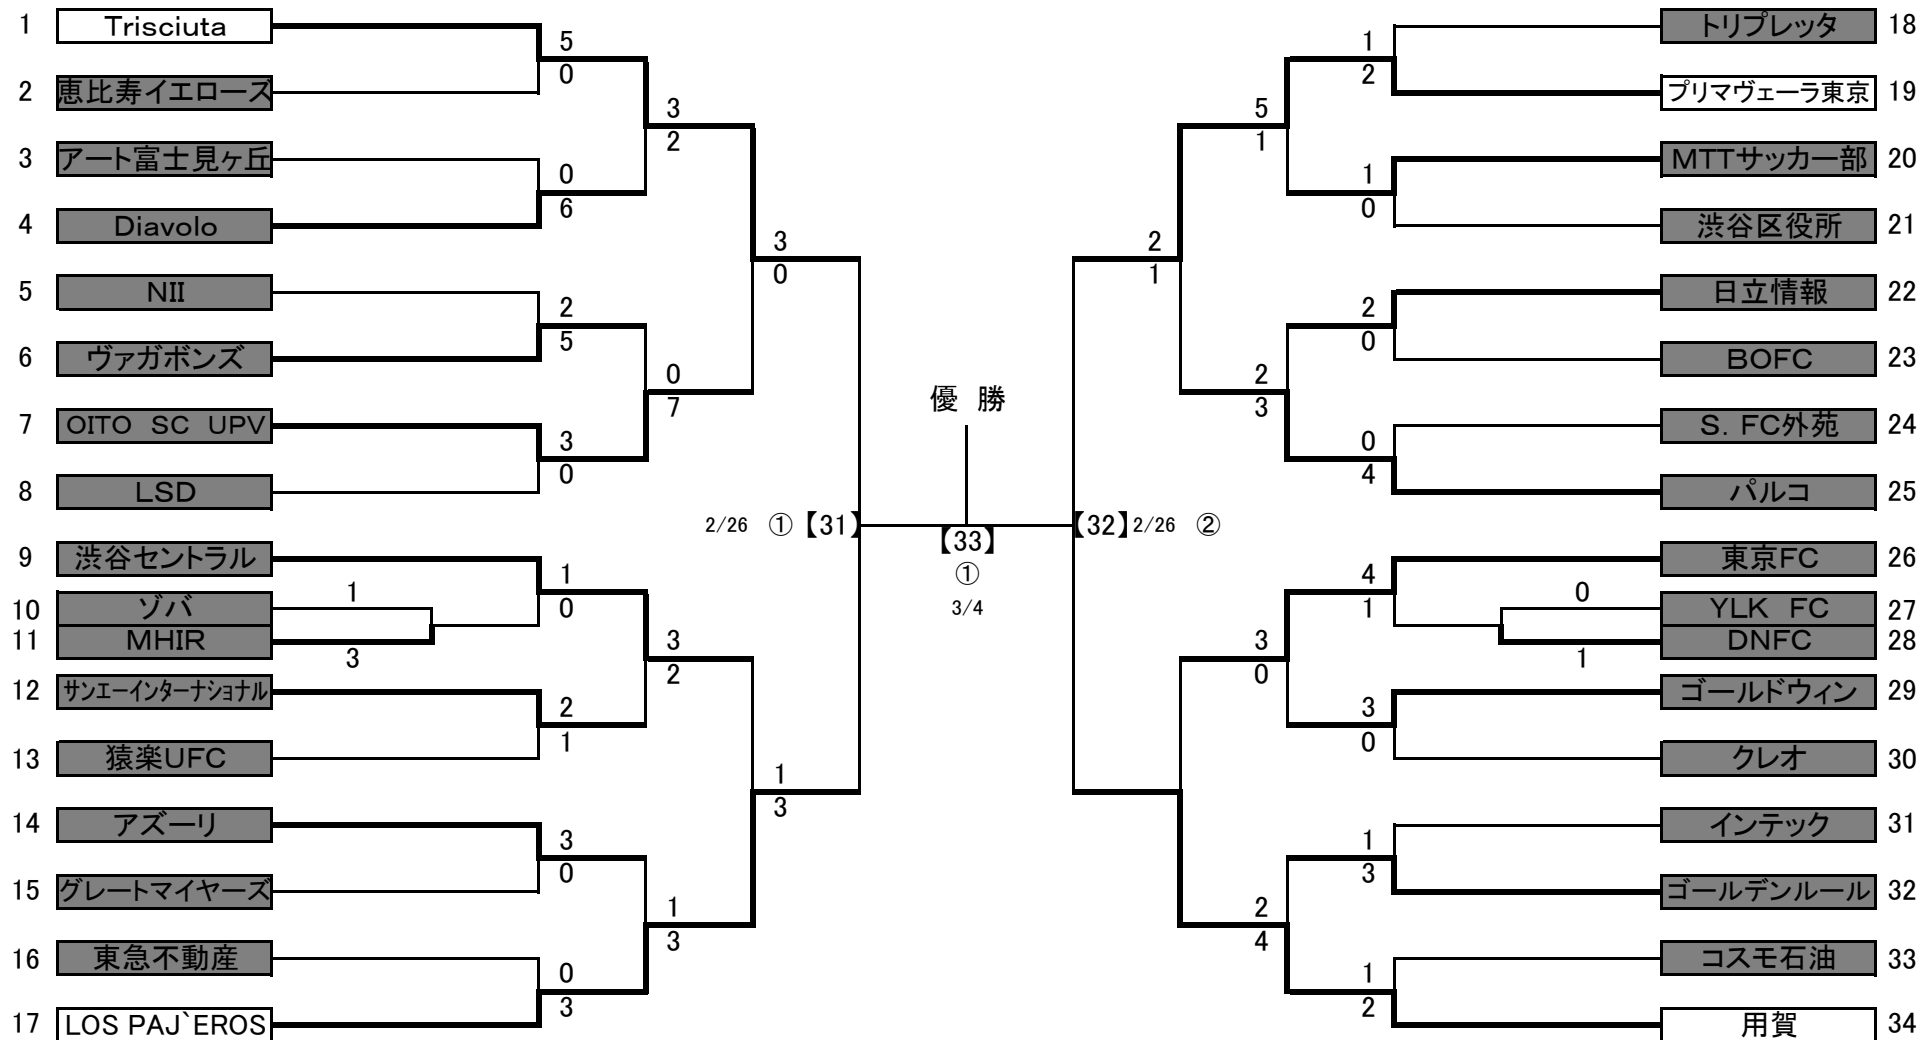 1 Trisciuta
5
0
2 恵比寿イエローズ
3
2
3 アート富士見ヶ丘
0
6
4 Diavolo
3
0
5 NII
2
5
6 ヴァガボンズ
0
7
7 OITO SC UPV
3
0
8 LSD
2/26 ①【31】
9 渋谷セントラル
1
0
10 ゾバ
1
11 MHIR
3
3
2
12 サンエーインターナショナル
2
1
13 猿楽UFC
1
3
14 アズーリ
3
0
15 グレートマイヤーズ
1
3
16 東急不動産
0
3
17 LOS PAJ`EROS
優 勝
【33】
①
3/4
トリプレッタ 18
1
2
プリマヴェーラ東京 19
5
1
MTTサッカー部 20
1
0
渋谷区役所 21
2
1
日立情報 22
2
0
BOFC 23
2
3
S.FC外苑 24
0
4
パルコ 25
【32】2/26 ②
東京FC 26
4
1
0
YLK FC 27
DNFC 28
1
3
0
ゴールドウィン 29
3
0
クレオ 30
インテック 31
1
3
ゴールデンルール 32
2
4
コスモ石油 33
1
2
用賀 34